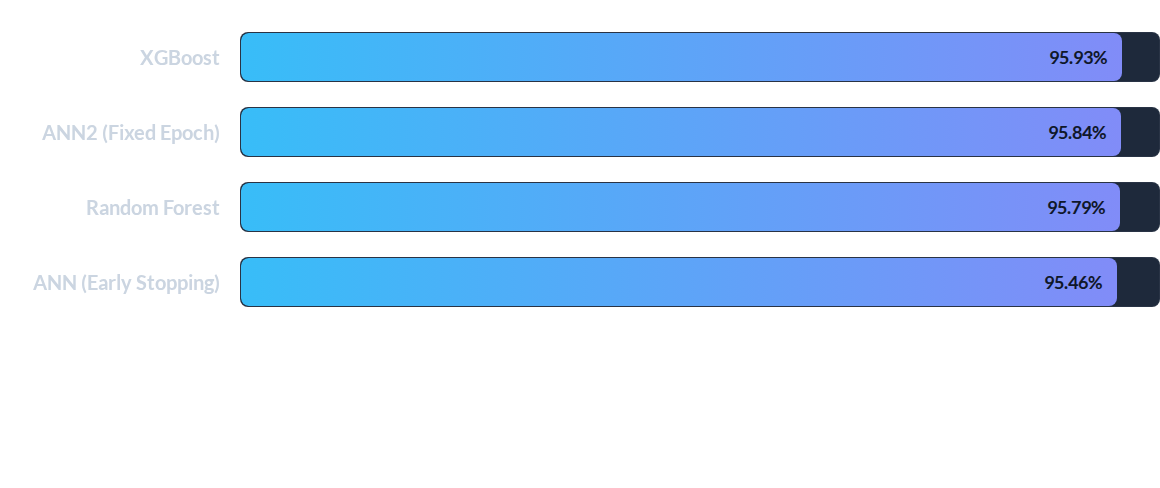 XGBoost 95.93%
ANN2 (Fixed Epoch) 95.84%
Random Forest 95.79%
ANN (Early Stopping) 95.46%